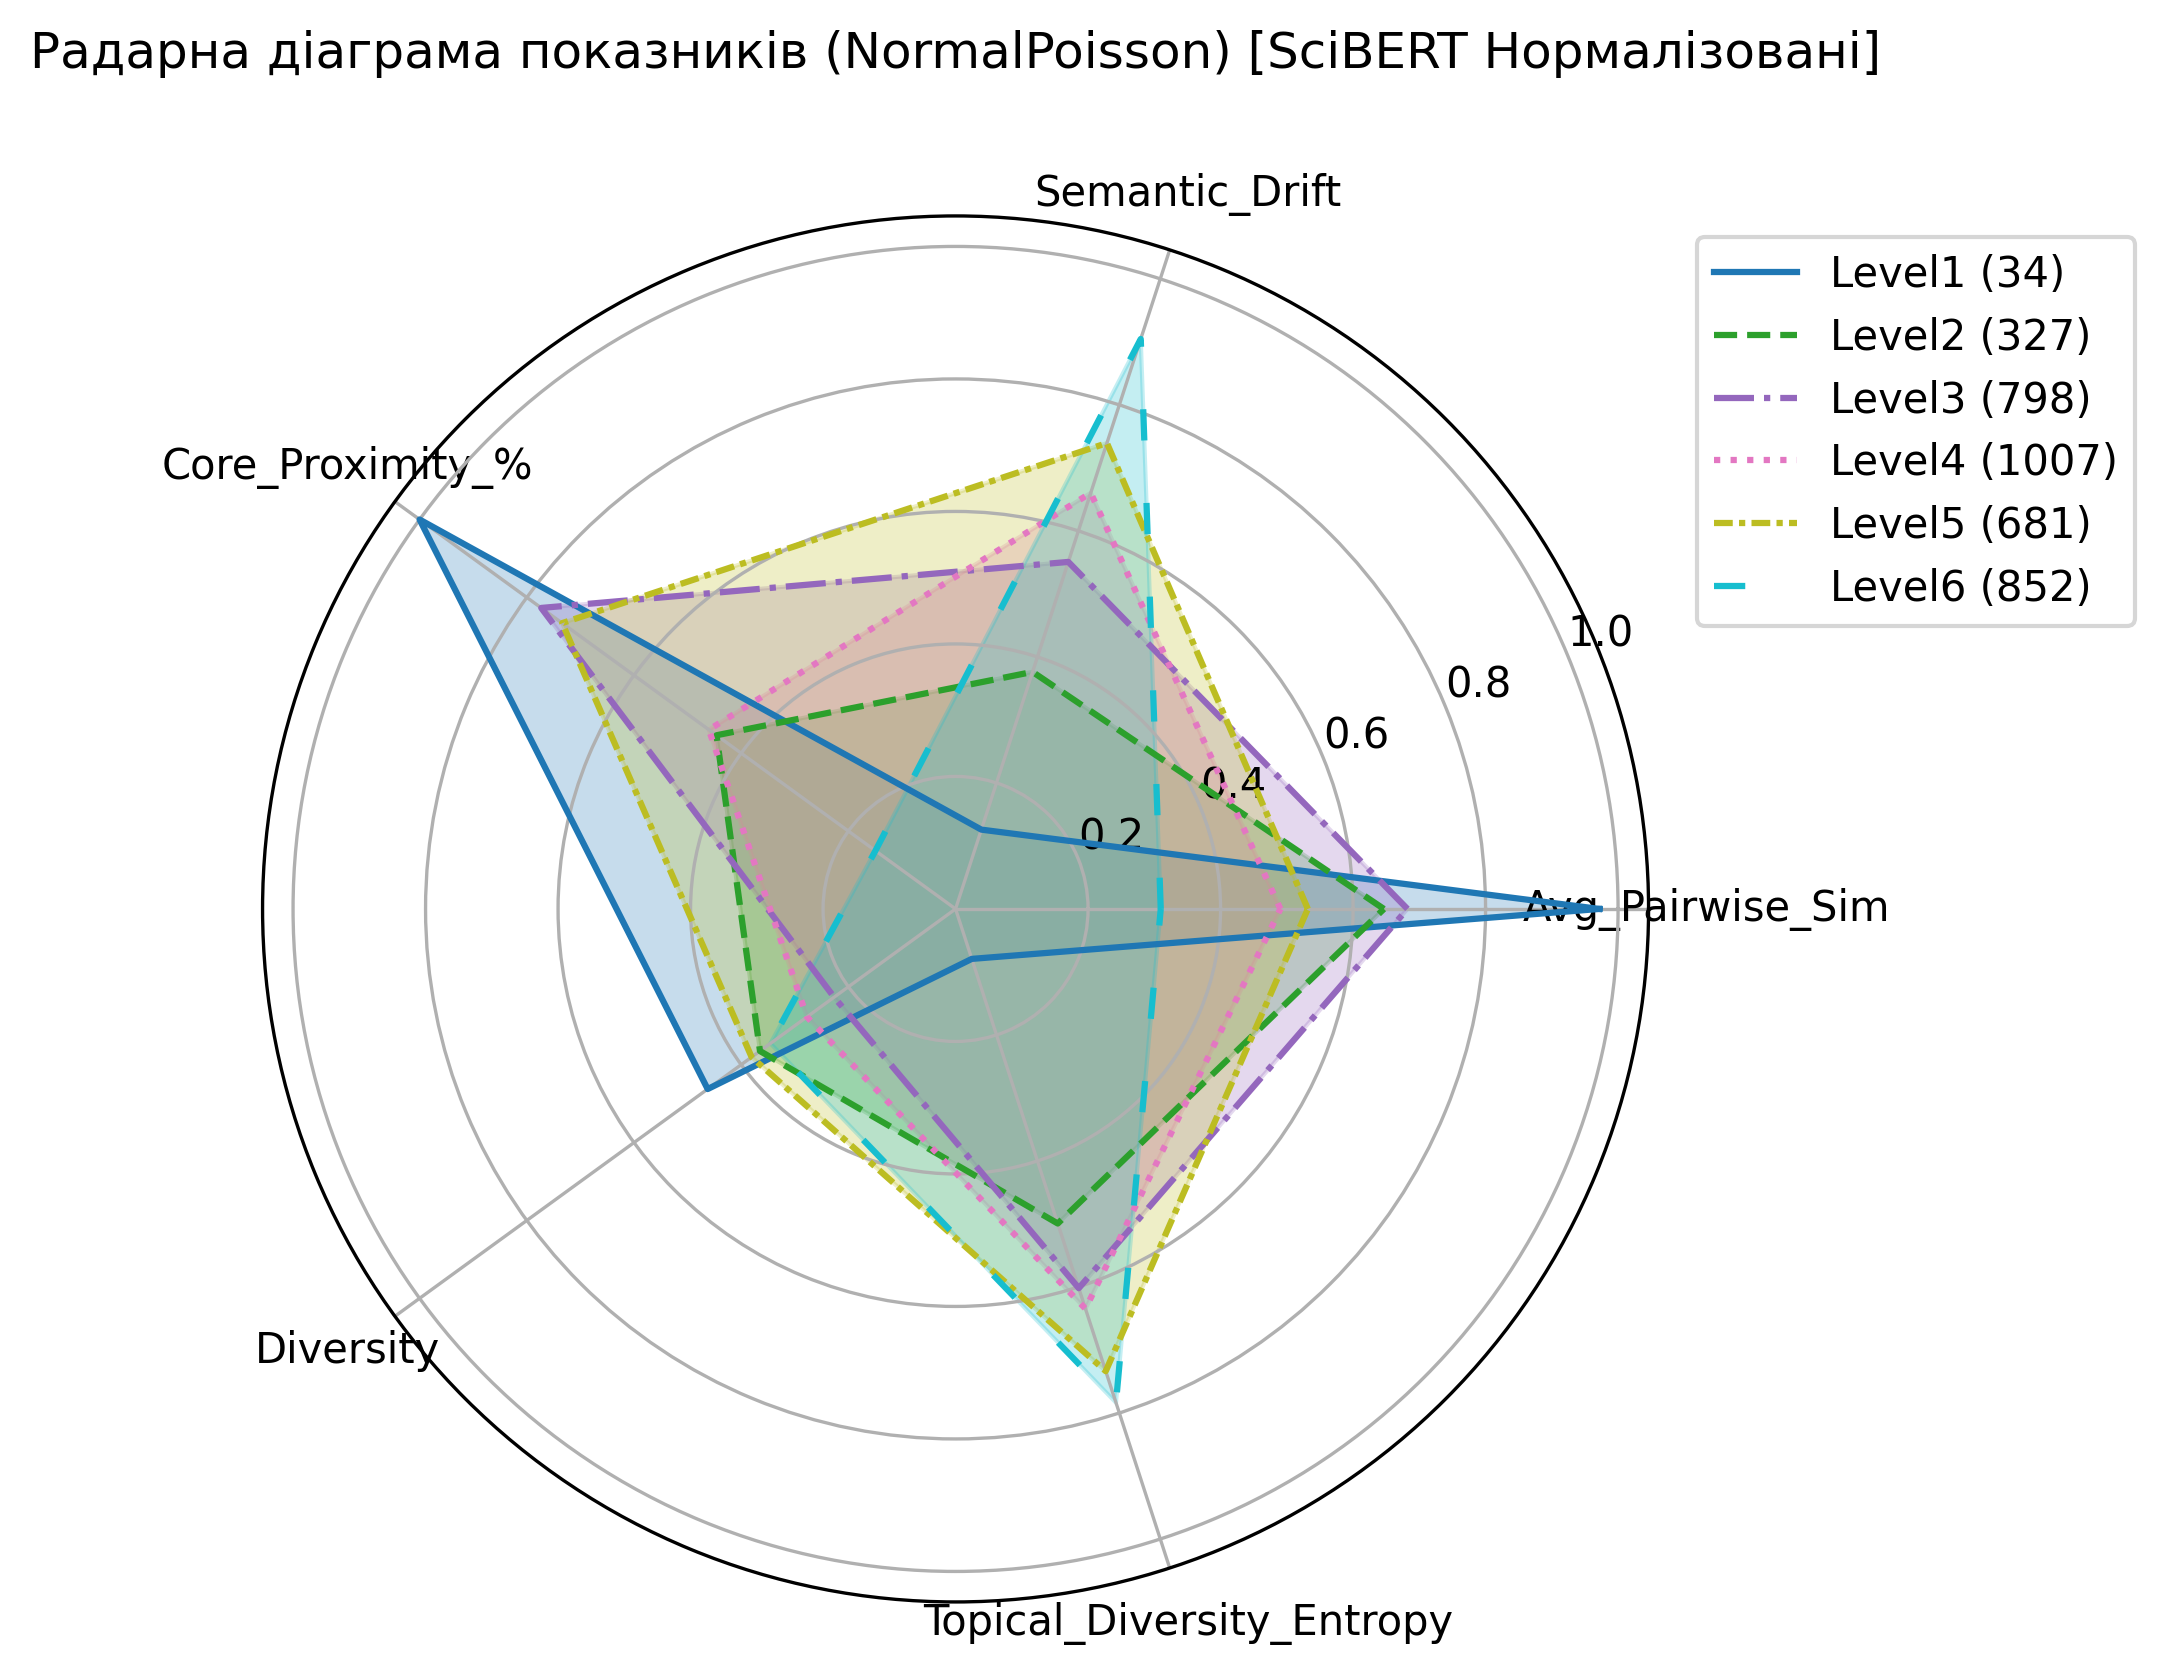 Радарна діаграма показників (NormalPoisson) [SciBERT Нормалізовані]
Semantic_Drift
Level1 (34)
Level2 (327)
Level3 (798)
Level4 (1007)
Level5 (681)
Level6 (852)
Core_Proximity_%
1.0
0.8
0.6
0.4
0.2
Avg_Pairwise_Sim
Diversity
Topical_Diversity_Entropy